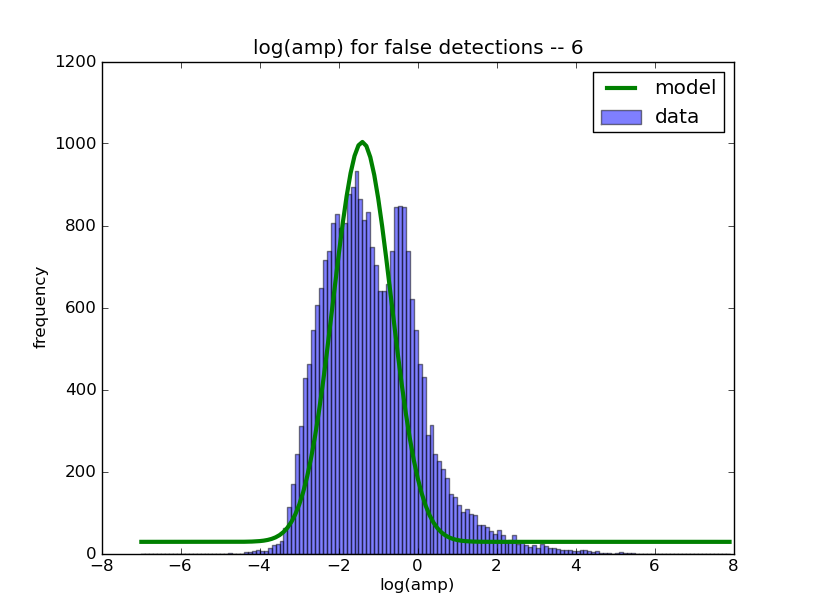 log(amp) for false detections -- 6
model
data
1200
1000
800
600
400
200
0
frequency
−8 −6 −4 −2 0 2 4 6 8
log(amp)